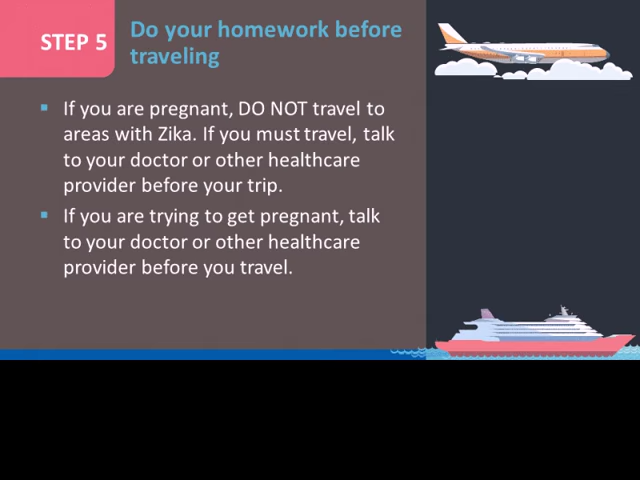 STEP 5
Do your homework before
traveling
▪ If you are pregnant, DO NOT travel to
areas with Zika. If you must travel, talk
to your doctor or other healthcare
provider before your trip.
▪ If you are trying to get pregnant, talk
to your doctor or other healthcare
provider before you travel.